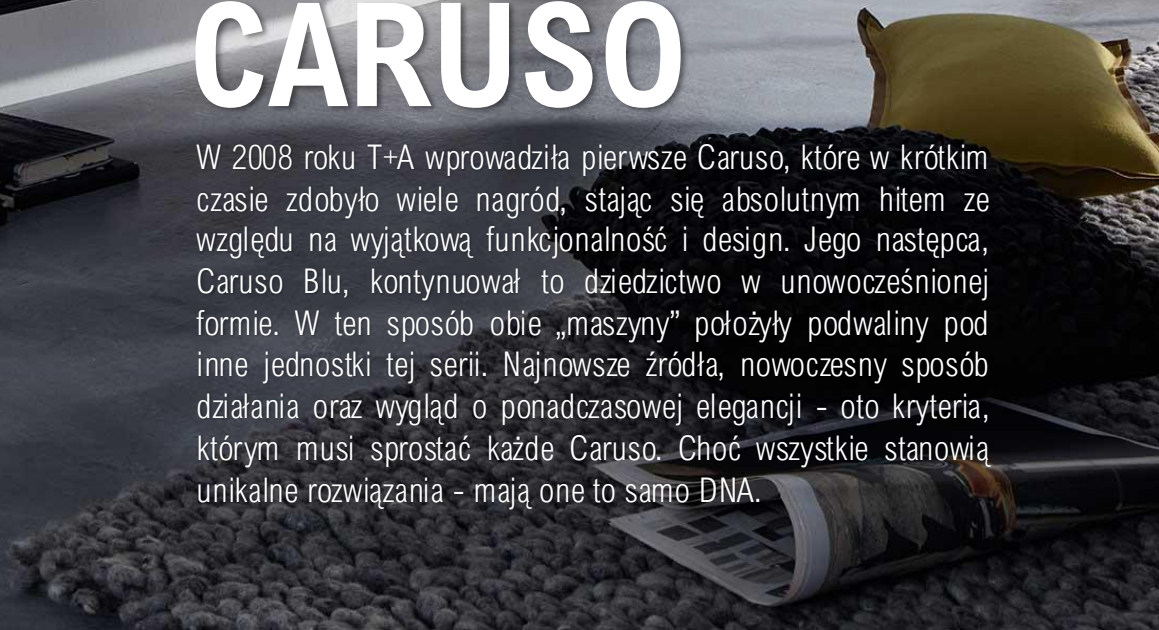 CARUSO
W 2008 roku T+A wprowadziła pierwsze Caruso, które w krótkim
czasie zdobyło wiele nagród, stając się absolutnym hitem ze
względu na wyjątkową funkcjonalność i design. Jego następca,
Caruso Blu, kontynuował to dziedzictwo w unowocześnionej
formie. W ten sposób obie „maszyny” położyły podwaliny pod
inne jednostki tej serii. Najnowsze źródła, nowoczesny sposób
działania oraz wygląd o ponadczasowej elegancji - oto kryteria,
którym musi sprostać każde Caruso. Choć wszystkie stanowią
unikalne rozwiązania - mają one to samo DNA.